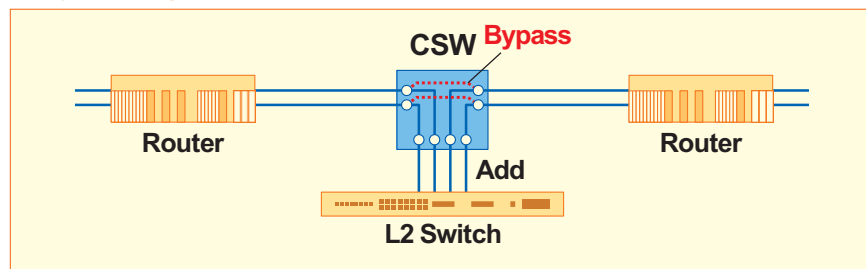 CSW
Bypass
Router
Router
Add
L2 Switch